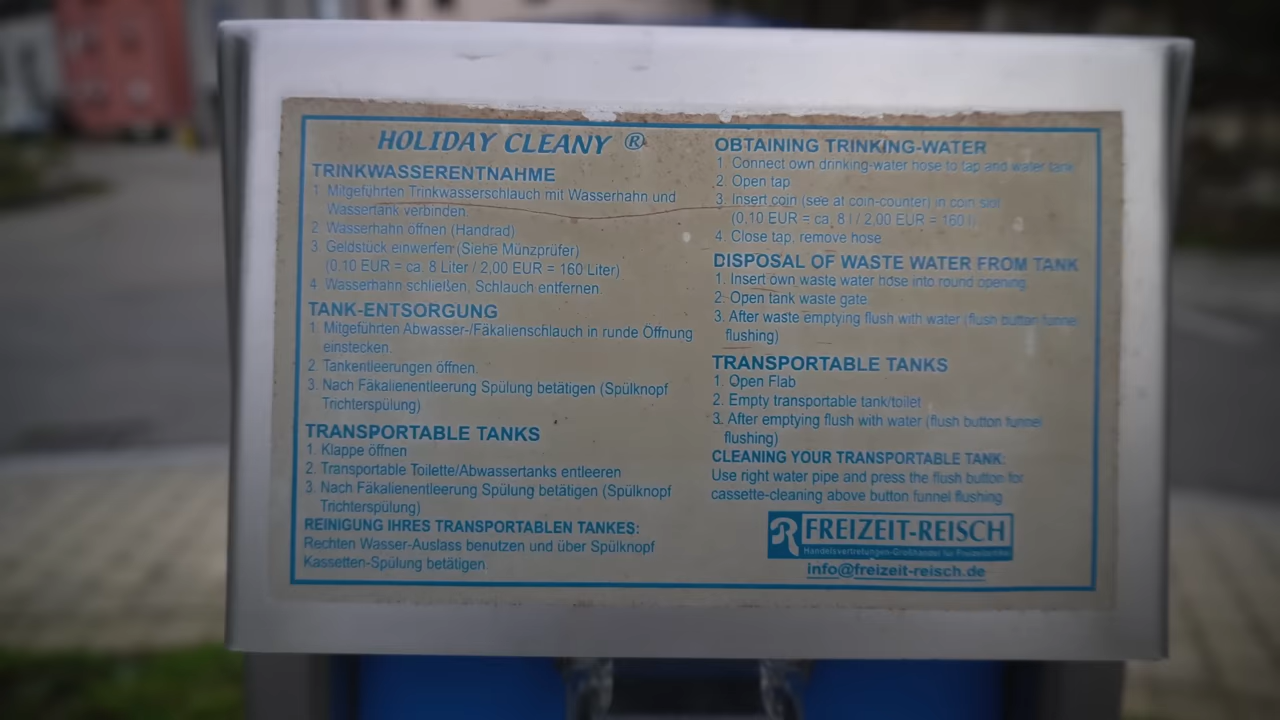 HOLIDAY CLEANY ®
TRINKWASSERENTNAHME
1. Mitgeführten Trinkwasserschlauch mit Wasserhahn und
Wassertank verbinden.
2. Wasserhahn öffnen (Handrad)
3. Geldstück einwerfen (Siehe Münzprüfer)
(0,10 EUR = ca. 8 Liter / 2,00 EUR = 160 Liter)
4. Wasserhahn schließen, Schlauch entfernen.
TANK-ENTSORGUNG
1. Mitgeführten Abwasser-/Fäkalienschlauch in runde Öffnung
einstecken.
2. Tankentleerungen öffnen.
3. Nach Fäkalienentleerung Spülung betätigen (Spülknopf
Trichterspülung)
TRANSPORTABLE TANKS
1. Klappe öffnen
2. Transportable Toilette/Abwassertanks entleeren
3. Nach Fäkalienentleerung Spülung betätigen (Spülknopf
Trichterspülung)
REINIGUNG IHRES TRANSPORTABLEN TANKES:
Rechten Wasser-Auslass benutzen und über Spülknopf
Kassetten-Spülung betätigen.
OBTAINING TRINKING-WATER
1. Connect own drinking-water hose to tap and water tank
2. Open tap
3. Insert coin (see at coin-counter) in coin slot
(0,10 EUR = ca. 8 l / 2,00 EUR = 160 l)
4. Close tap, remove hose
DISPOSAL OF WASTE WATER FROM TANK
1. Insert own waste water hose into round opening.
2. Open tank waste gate
3. After waste emptying flush with water (flush button funnel
flushing)
TRANSPORTABLE TANKS
1. Open Flab
2. Empty transportable tank/toilet
3. After emptying flush with water (flush button funnel
flushing)
CLEANING YOUR TRANSPORTABLE TANK:
Use right water pipe and press the flush button for
cassette-cleaning above button funnel flushing
R FREIZEIT-REISCH
Handelsvertretungen-Großhandel für Freizeitartikel
info@freizeit-reisch.de